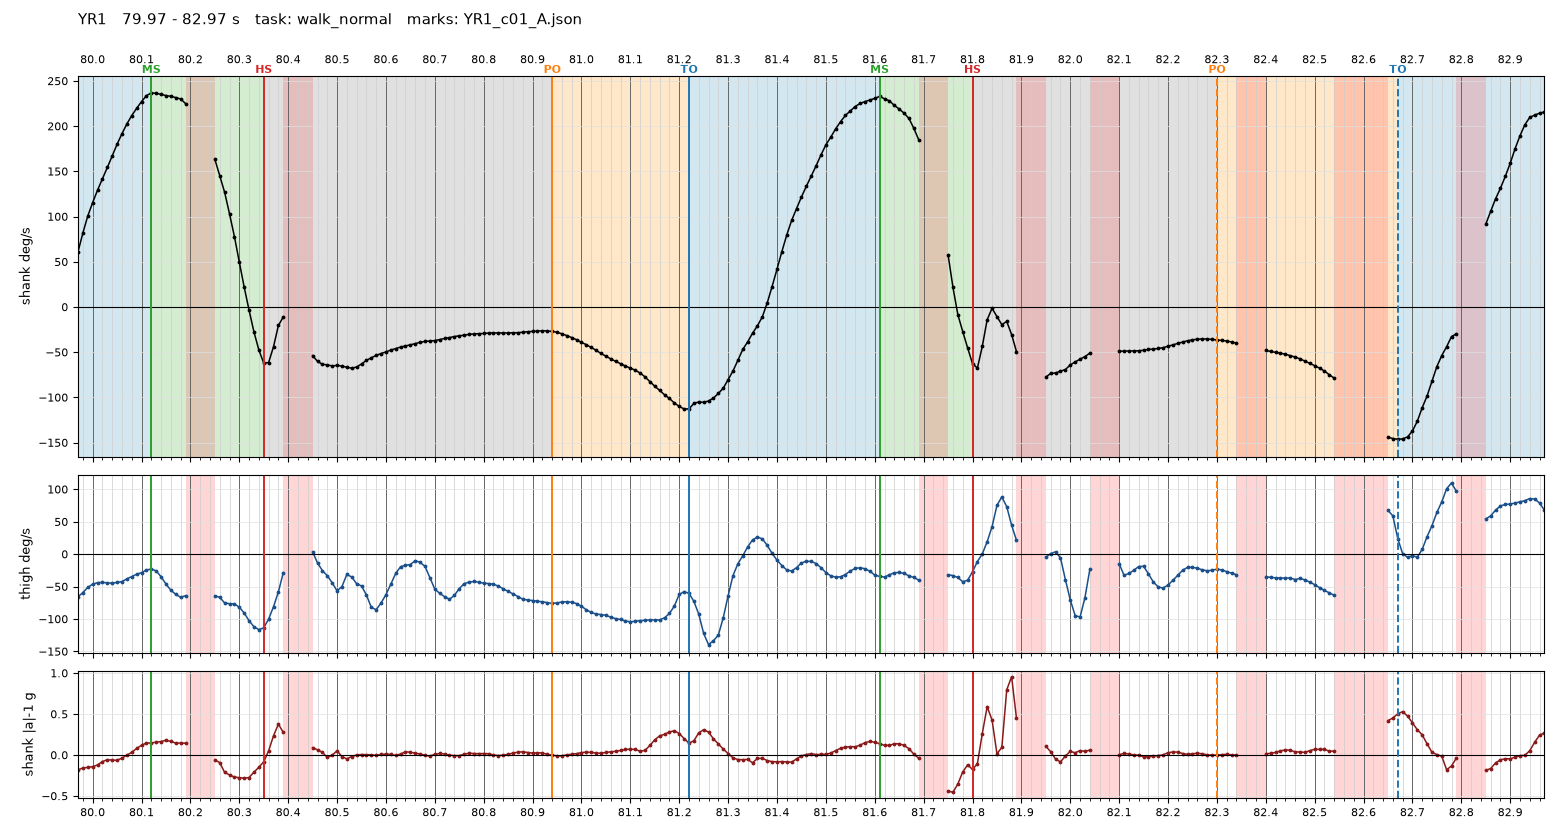 YR1   79.97 - 82.97 s   task: walk_normal   marks: YR1_c01_A.json
80.0 80.1 80.2 80.3 80.4 80.5 80.6 80.7 80.8 80.9 81.0 81.1 81.2 81.3 81.4 81.5 81.6 81.7 81.8 81.9 82.0 82.1 82.2 82.3 82.4 82.5 82.6 82.7 82.8 82.9
MS HS PO TO MS HS PO TO
shank deg/s
250
200
150
100
50
0
−50
−100
−150
thigh deg/s
100
50
0
−50
−100
−150
shank |a|-1 g
1.0
0.5
0.0
−0.5
80.0 80.1 80.2 80.3 80.4 80.5 80.6 80.7 80.8 80.9 81.0 81.1 81.2 81.3 81.4 81.5 81.6 81.7 81.8 81.9 82.0 82.1 82.2 82.3 82.4 82.5 82.6 82.7 82.8 82.9